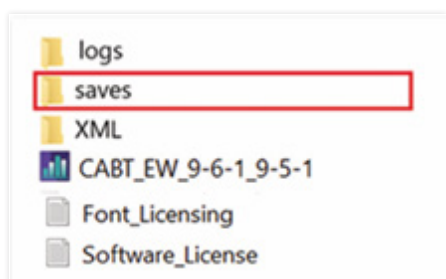 logs
saves
XML
CABT_EW_9-6-1_9-5-1
Font_Licensing
Software_License